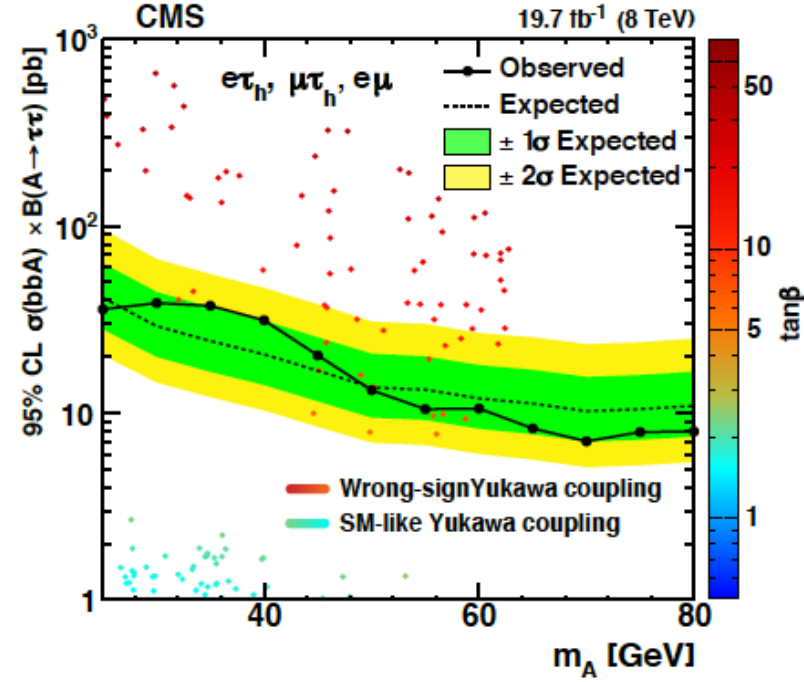 CMS 19.7 fb⁻¹ (8 TeV)
95% CL σ(bbA) × B(A→ττ) [pb]
10³
10²
10
1
eτₕ, μτₕ, eμ
Observed
Expected
± 1σ Expected
± 2σ Expected
Wrong-signYukawa coupling
SM-like Yukawa coupling
40 60 80
m_A [GeV]
50
10
5
1
tanβ